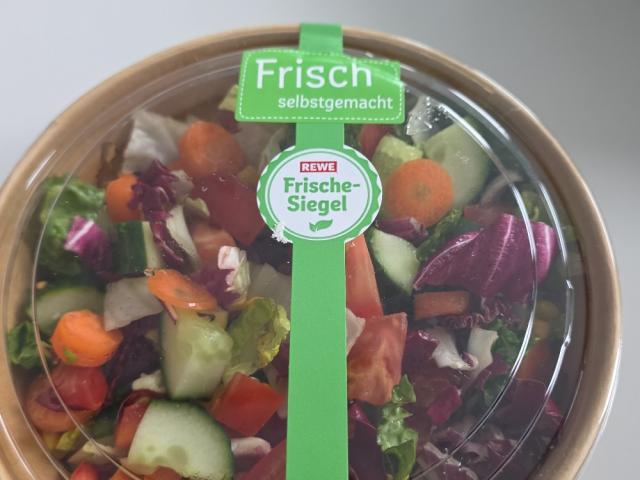 Frisch
selbstgemacht
REWE
Frische-
Siegel